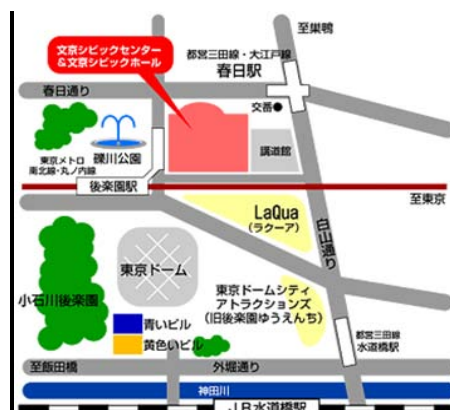 文京シビックセンター
&文京シビックホール
至巣鴨
都営三田線・大江戸線
春日駅
春日通り
交番
礫川公園
講道館
東京メトロ
南北線・丸ノ内線
後楽園駅
至東京
LaQua
(ラクーア)
白山通り
東京ドーム
小石川後楽園
東京ドームシティ
アトラクションズ
(旧後楽園ゆうえんち)
青いビル
黄色いビル
都営三田線
水道橋駅
至飯田橋
外堀通り
神田川
JR水道橋駅